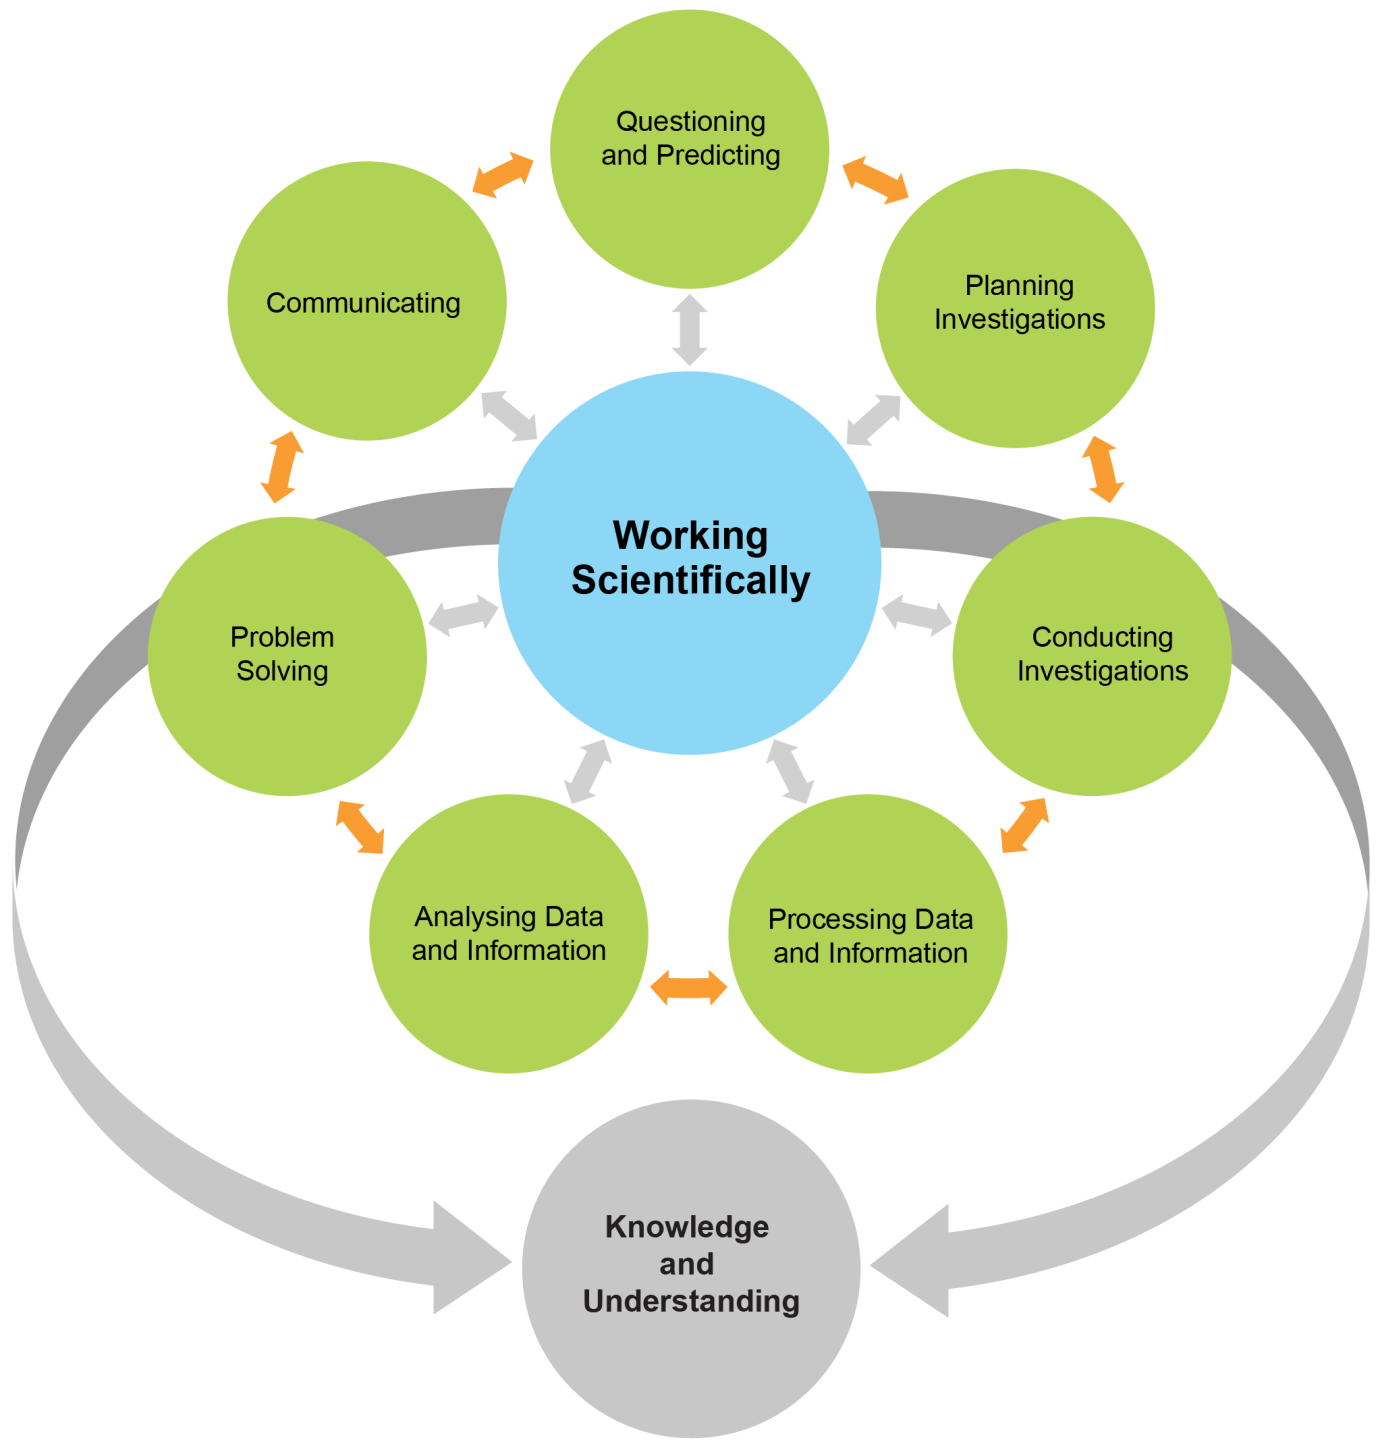 Questioning
and Predicting
Communicating
Planning
Investigations
Working
Scientifically
Problem
Solving
Conducting
Investigations
Analysing Data
and Information
Processing Data
and Information
Knowledge
and
Understanding